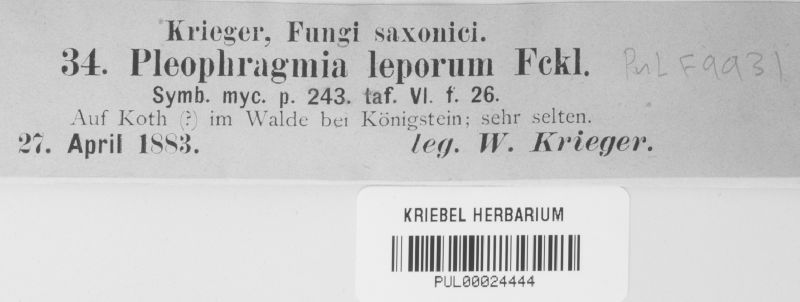 Krieger, Fungi saxonici.
34. Pleophragmia leporum Fckl. PUL F9931
Symb. myc. p. 243. taf. VI. f. 26.
Auf Koth (?) im Walde bei Königstein; sehr selten.
27. April 1883. leg. W. Krieger.
KRIEBEL HERBARIUM
PUL00024444